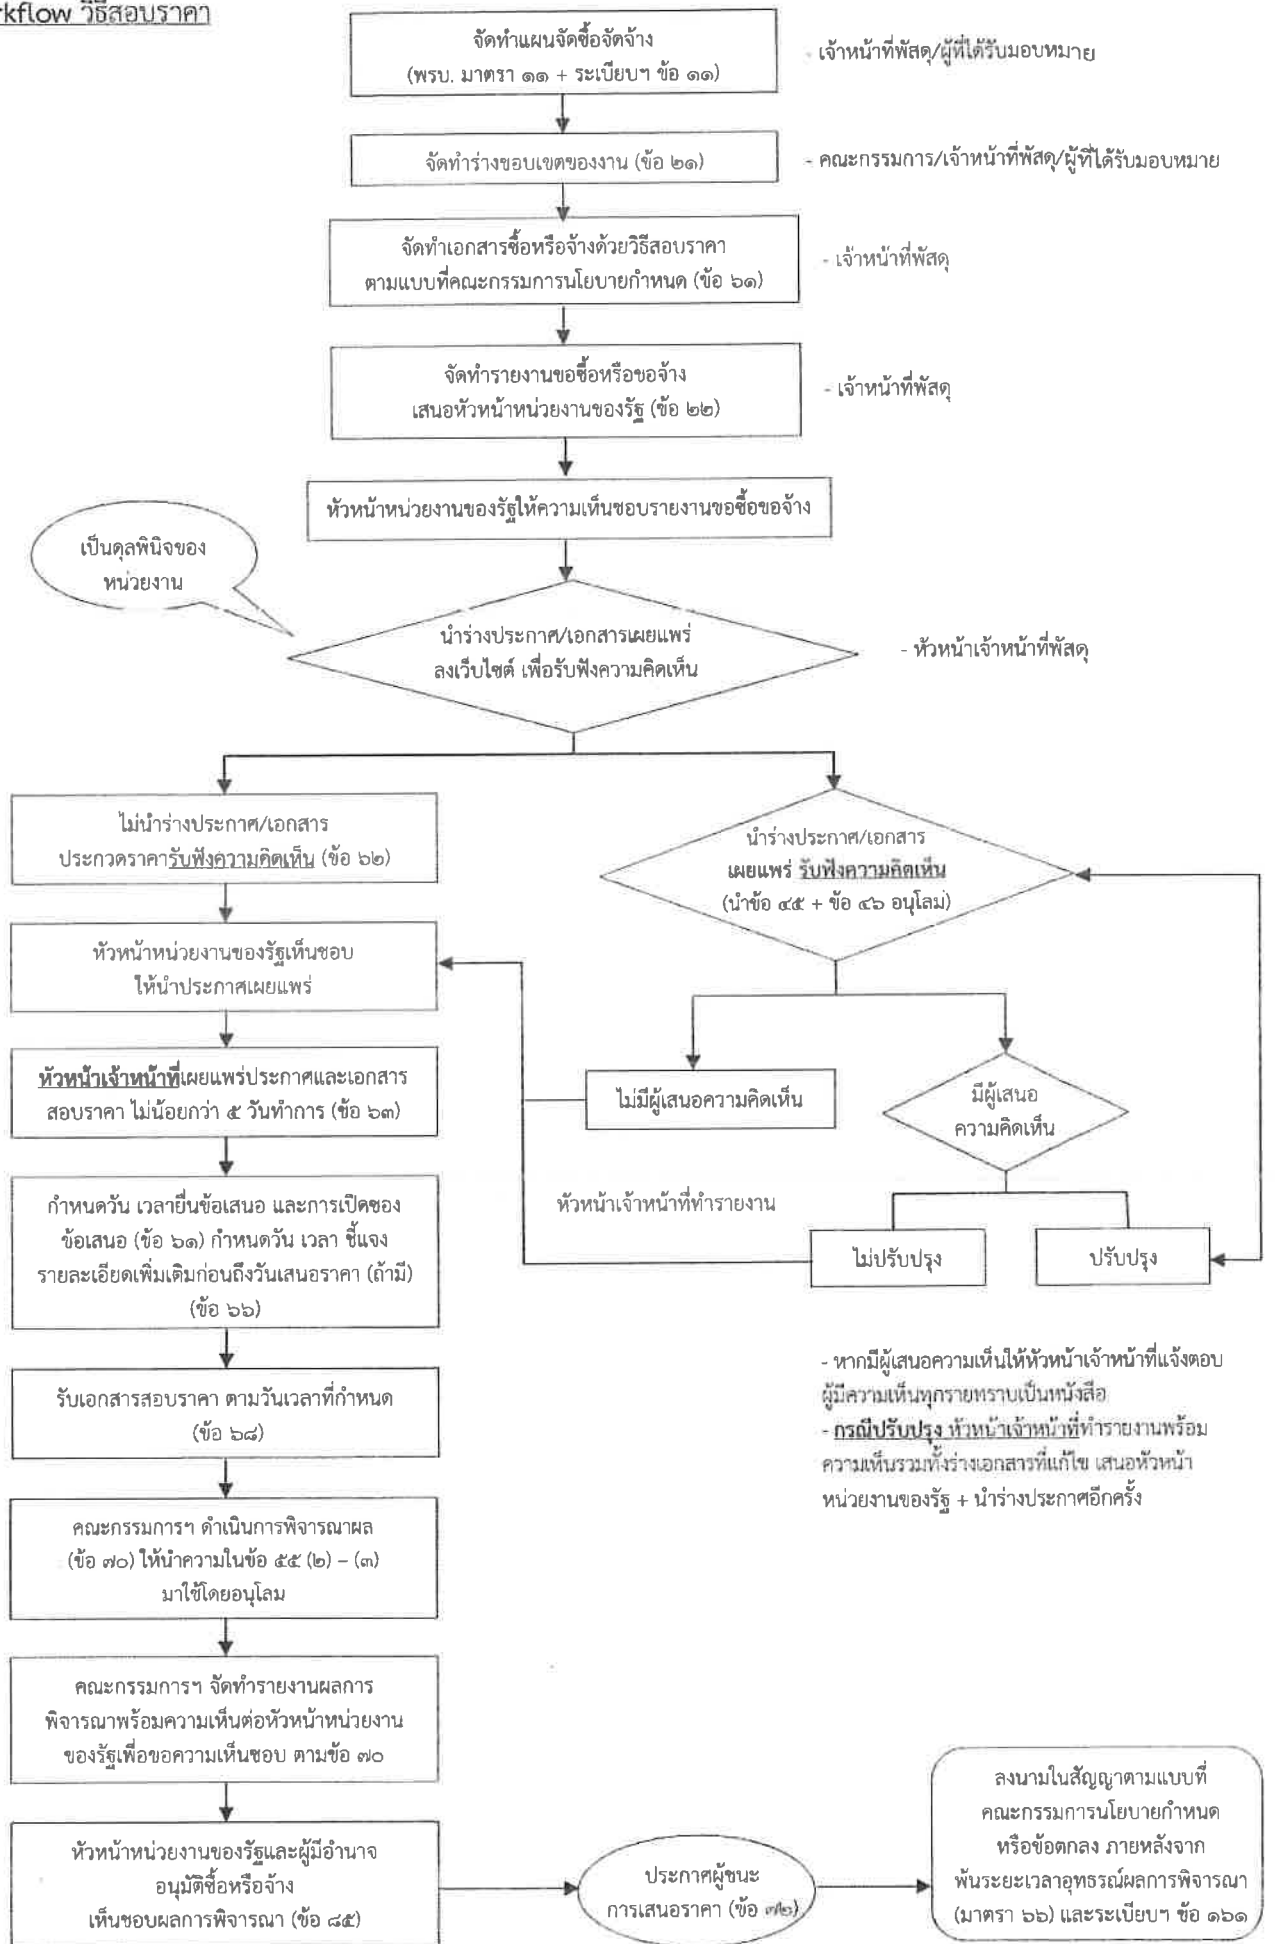 rkflow วิธีสอบราคา
จัดทำแผนจัดซื้อจัดจ้าง
(พรบ. มาตรา ๑๑ + ระเบียบฯ ข้อ ๑๑)
- เจ้าหน้าที่พัสดุ/ผู้ที่ได้รับมอบหมาย
จัดทำร่างขอบเขตของงาน (ข้อ ๒๑)
- คณะกรรมการ/เจ้าหน้าที่พัสดุ/ผู้ที่ได้รับมอบหมาย
จัดทำเอกสารซื้อหรือจ้างด้วยวิธีสอบราคา
ตามแบบที่คณะกรรมการนโยบายกำหนด (ข้อ ๖๑)
- เจ้าหน้าที่พัสดุ
จัดทำรายงานขอซื้อหรือขอจ้าง
เสนอหัวหน้าหน่วยงานของรัฐ (ข้อ ๒๒)
- เจ้าหน้าที่พัสดุ
หัวหน้าหน่วยงานของรัฐให้ความเห็นชอบรายงานขอซื้อขอจ้าง
เป็นดุลพินิจของ
หน่วยงาน
นำร่างประกาศ/เอกสารเผยแพร่
ลงเว็บไซต์ เพื่อรับฟังความคิดเห็น
- หัวหน้าเจ้าหน้าที่พัสดุ
ไม่นำร่างประกาศ/เอกสาร
ประกวดราคารับฟังความคิดเห็น (ข้อ ๖๒)
นำร่างประกาศ/เอกสาร
เผยแพร่ รับฟังความคิดเห็น
(นำข้อ ๔๕ + ข้อ ๔๖ อนุโลม)
หัวหน้าหน่วยงานของรัฐเห็นชอบ
ให้นำประกาศเผยแพร่
หัวหน้าเจ้าหน้าที่เผยแพร่ประกาศและเอกสาร
สอบราคา ไม่น้อยกว่า ๕ วันทำการ (ข้อ ๖๓)
ไม่มีผู้เสนอความคิดเห็น
มีผู้เสนอ
ความคิดเห็น
กำหนดวัน เวลายื่นข้อเสนอ และการเปิดซอง
ข้อเสนอ (ข้อ ๖๑) กำหนดวัน เวลา ชี้แจง
รายละเอียดเพิ่มเติมก่อนถึงวันเสนอราคา (ถ้ามี)
(ข้อ ๖๖)
หัวหน้าเจ้าหน้าที่ทำรายงาน
ไม่ปรับปรุง
ปรับปรุง
- หากมีผู้เสนอความเห็นให้หัวหน้าเจ้าหน้าที่แจ้งตอบ
ผู้มีความเห็นทุกรายทราบเป็นหนังสือ
- กรณีปรับปรุง หัวหน้าเจ้าหน้าที่ทำรายงานพร้อม
ความเห็นรวมทั้งร่างเอกสารที่แก้ไข เสนอหัวหน้า
หน่วยงานของรัฐ + นำร่างประกาศอีกครั้ง
รับเอกสารสอบราคา ตามวันเวลาที่กำหนด
(ข้อ ๖๘)
คณะกรรมการฯ ดำเนินการพิจารณาผล
(ข้อ ๗๐) ให้นำความในข้อ ๕๕ (๒) – (๓)
มาใช้โดยอนุโลม
คณะกรรมการฯ จัดทำรายงานผลการ
พิจารณาพร้อมความเห็นต่อหัวหน้าหน่วยงาน
ของรัฐเพื่อขอความเห็นชอบ ตามข้อ ๗๐
หัวหน้าหน่วยงานของรัฐและผู้มีอำนาจ
อนุมัติซื้อหรือจ้าง
เห็นชอบผลการพิจารณา (ข้อ ๘๕)
ประกาศผู้ชนะ
การเสนอราคา (ข้อ ๗๒)
ลงนามในสัญญาตามแบบที่
คณะกรรมการนโยบายกำหนด
หรือข้อตกลง ภายหลังจาก
พ้นระยะเวลาอุทธรณ์ผลการพิจารณา
(มาตรา ๖๖) และระเบียบฯ ข้อ ๑๖๑